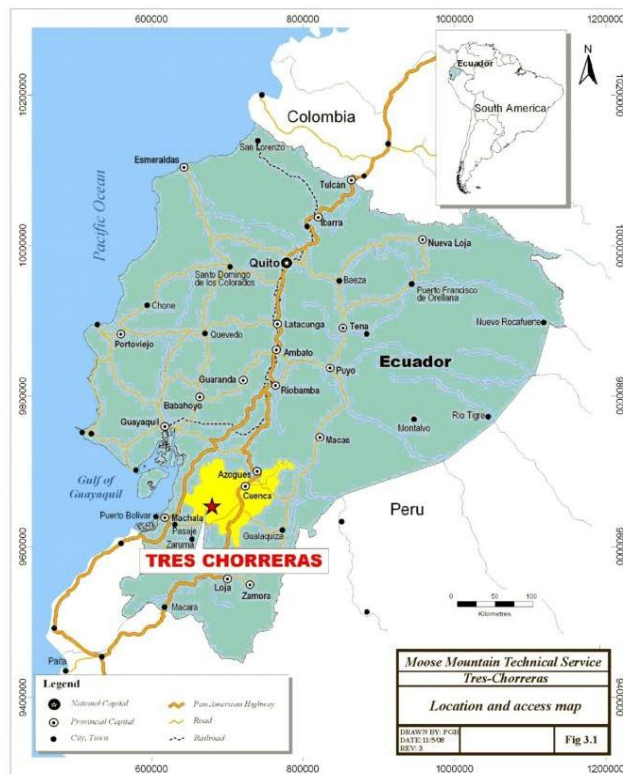 600000
800000
1000000
1200000
10200000
10200000
N
Ecuador
South America
Colombia
San Lorenzo
Esmeraldas
Tulcán
Pacific Ocean
Ibarra
10000000
Nueva Loja
Quito
Santo Domingo
de los Colorados
Baeza
Puerto Francisco
de Orellana
Chone
Nuevo Rocafuerte
Latacunga
Portoviejo
Quevedo
Tena
Ambato
Ecuador
Puyo
9800000
Guaranda
Riobamba
Babahoyo
Guayaquil
Rio Tigre
Montalvo
Macas
Azogues
Gulf of
Guayaquil
Cuenca
Peru
Puerto Bolivar
Machala
Pasaje
Gualaquiza
Zaruma
9600000
TRES CHORRERAS
Loja
Zamora
Macará
0
50
100
Kilometres
Paita
Legend
National Capital
Provincial Capital
City, Town
Pan American Highway
Road
Railroad
Moose Mountain Technical Service
Tres-Chorreras
Location and access map
DRAWN BY: PGH
DATE: 11/5/08
REV: 3
Fig 3.1
9400000
600000
800000
1000000
1200000